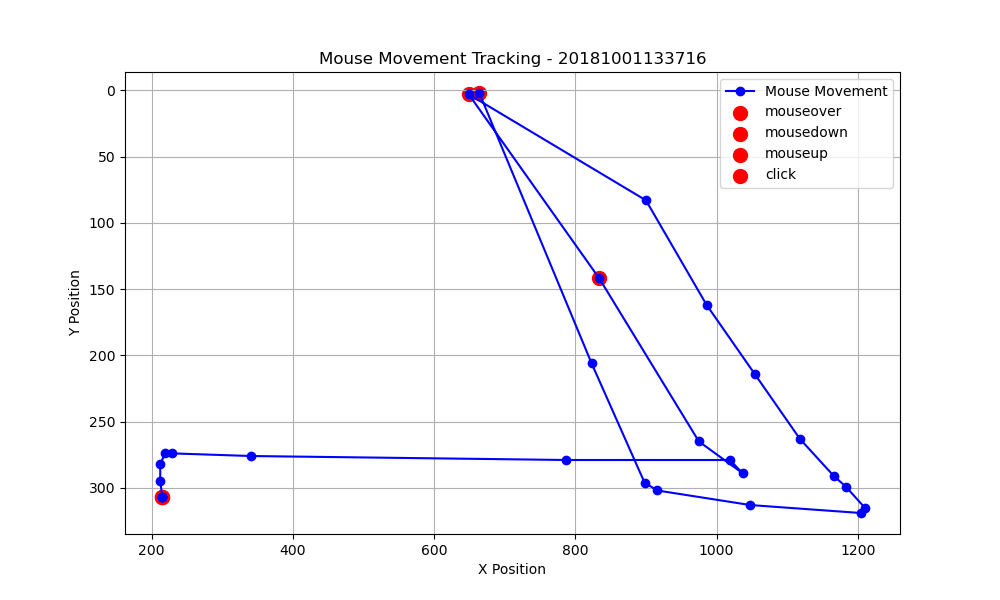 Mouse Movement Tracking - 20181001133716
Mouse Movement
mouseover
mousedown
mouseup
click
0
50
100
150
200
250
300
Y Position
200
400
600
800
1000
1200
X Position